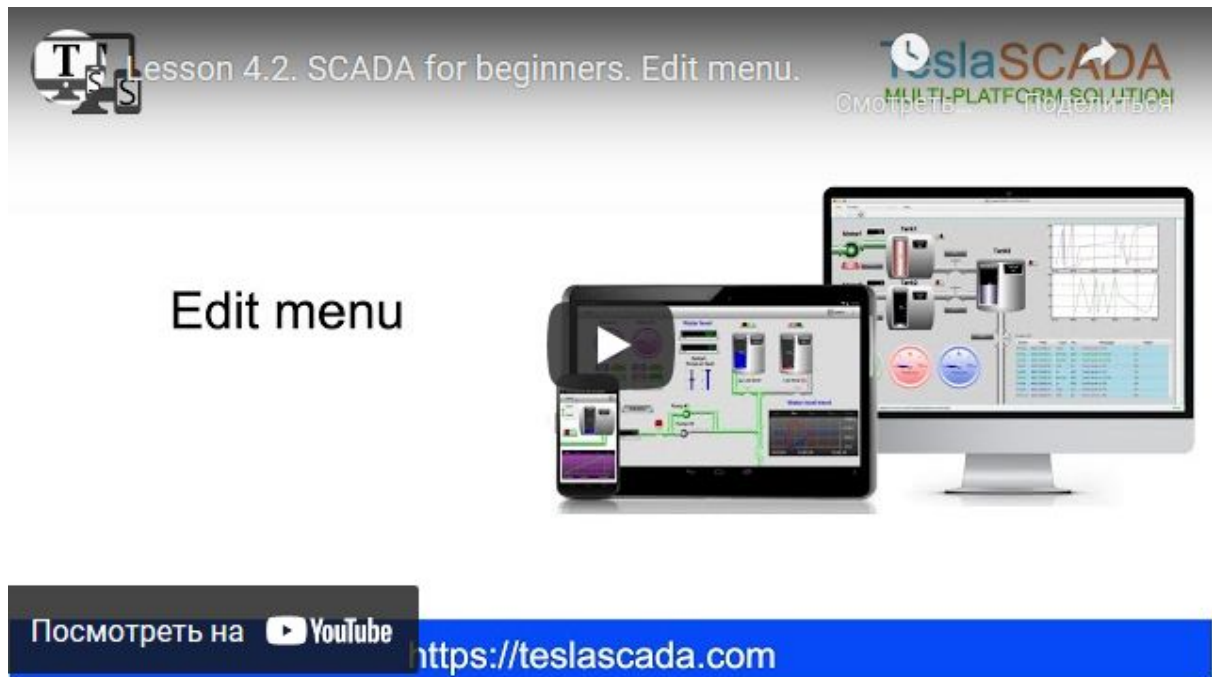 Lesson 4.2. SCADA for beginners. Edit menu.
TeslaSCADA
MULTI-PLATFORM SOLUTION
Смотреть
Поделиться
T
S
S
Edit menu
Посмотреть на YouTube
https://teslascada.com